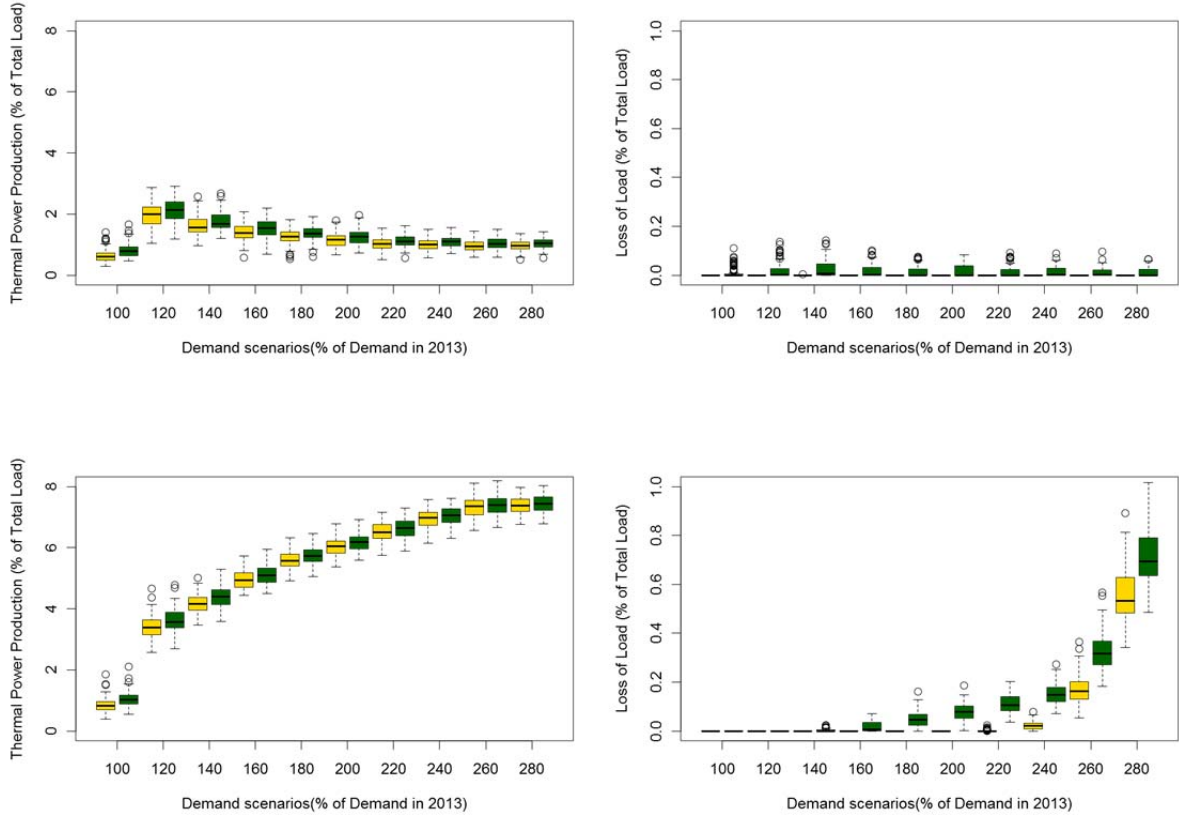 Thermal Power Production (% of Total Load)
8
6
4
2
0
100 120 140 160 180 200 220 240 260 280
Demand scenarios(% of Demand in 2013)
Loss of Load (% of Total Load)
1.0
0.8
0.6
0.4
0.2
0.0
100 120 140 160 180 200 220 240 260 280
Demand scenarios(% of Demand in 2013)
Thermal Power Production (% of Total Load)
8
6
4
2
0
100 120 140 160 180 200 220 240 260 280
Demand scenarios(% of Demand in 2013)
Loss of Load (% of Total Load)
1.0
0.8
0.6
0.4
0.2
0.0
100 120 140 160 180 200 220 240 260 280
Demand scenarios(% of Demand in 2013)